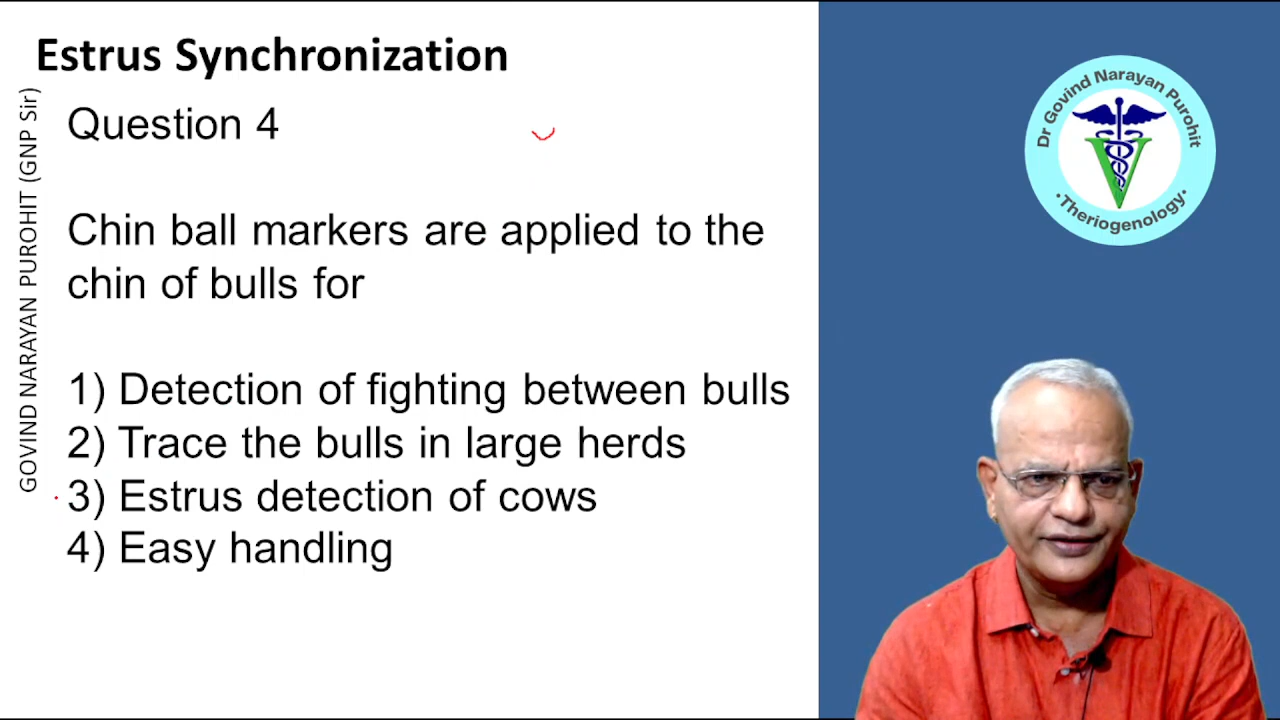 Estrus Synchronization
GOVIND NARAYAN PUROHIT (GNP Sir)
Question 4
Chin ball markers are applied to the
chin of bulls for
1) Detection of fighting between bulls
2) Trace the bulls in large herds
3) Estrus detection of cows
4) Easy handling
Dr Govind Narayan Purohit
V
·Theriogenology·